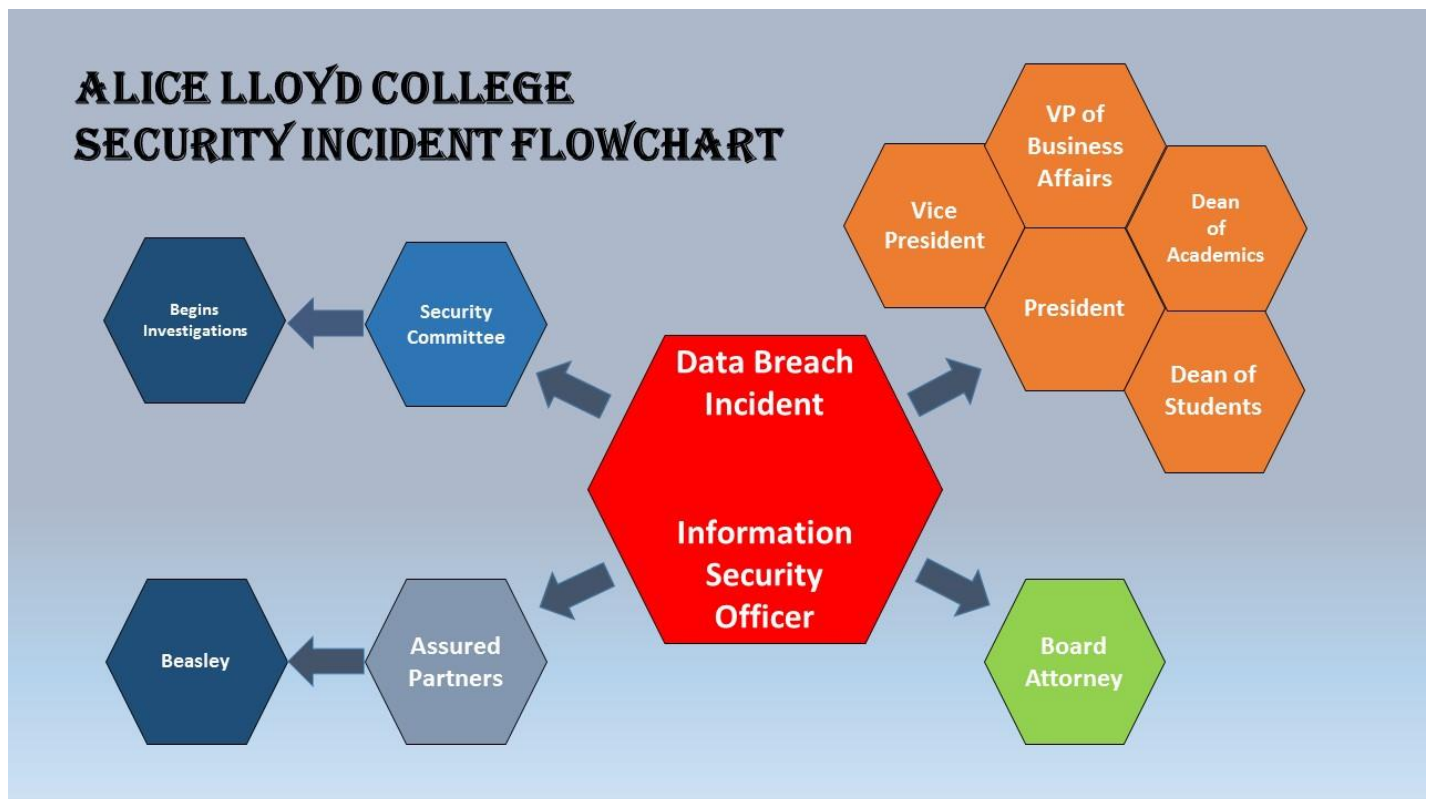 ALICE LLOYD COLLEGE
SECURITY INCIDENT FLOWCHART
VP of
Business
Affairs
Vice
President
Dean
of
Academics
President
Dean of
Students
Begins
Investigations
Security
Committee
Data Breach
Incident
Information
Security
Officer
Beasley
Assured
Partners
Board
Attorney